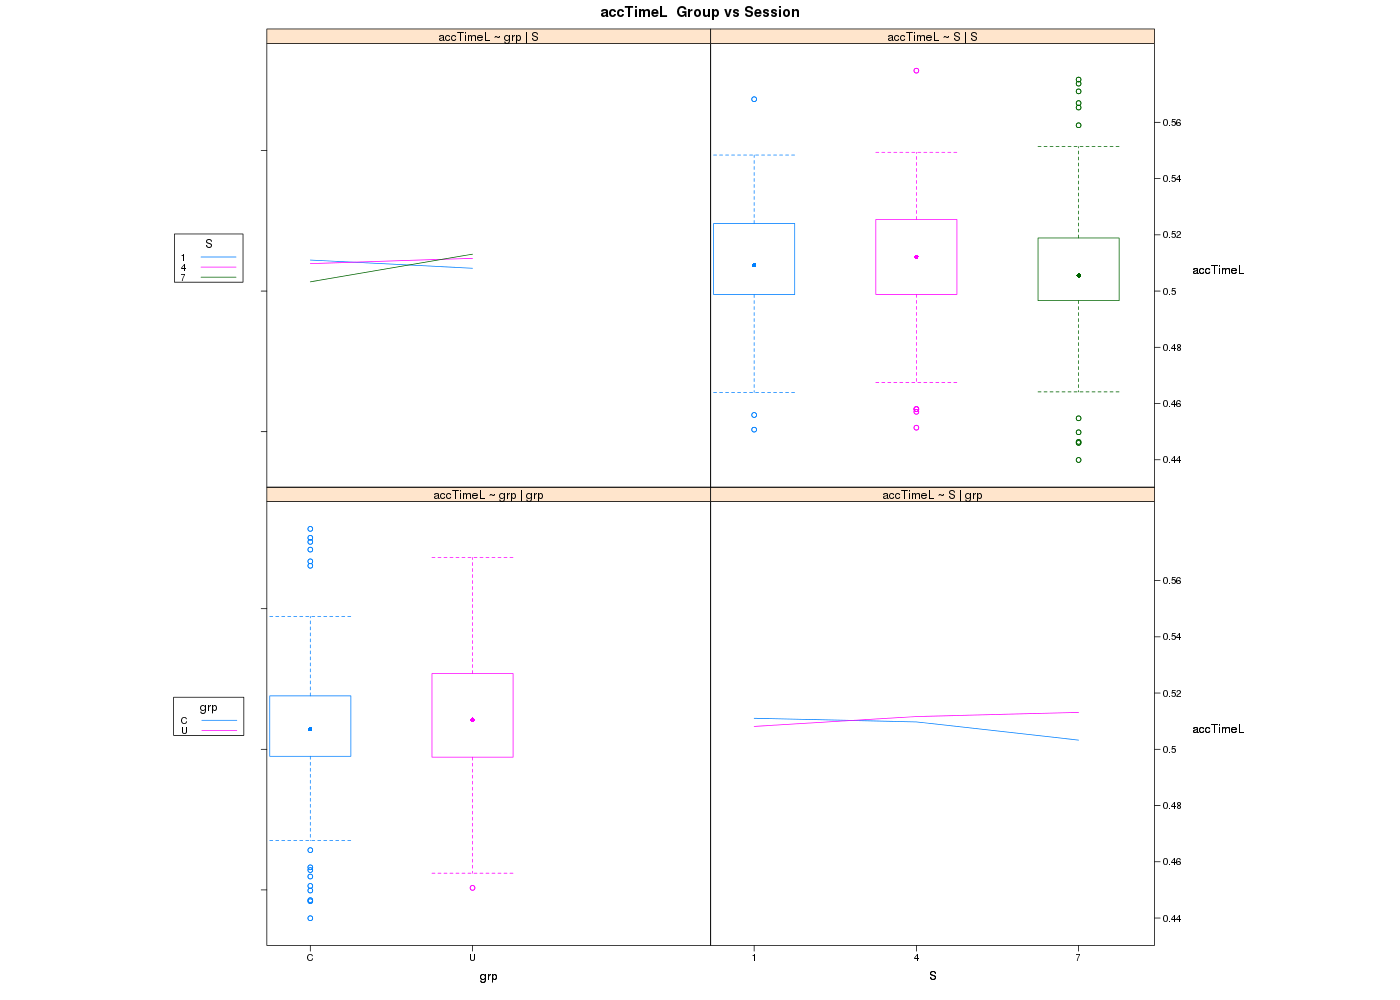 accTimeL  Group vs Session
accTimeL ~ grp | S
accTimeL ~ S | S
0.56
0.54
0.52
0.5
0.48
0.46
0.44
accTimeL
S
1
4
7
accTimeL ~ grp | grp
accTimeL ~ S | grp
0.56
0.54
0.52
0.5
0.48
0.46
0.44
accTimeL
grp
C
U
C U
1 4 7
grp
S